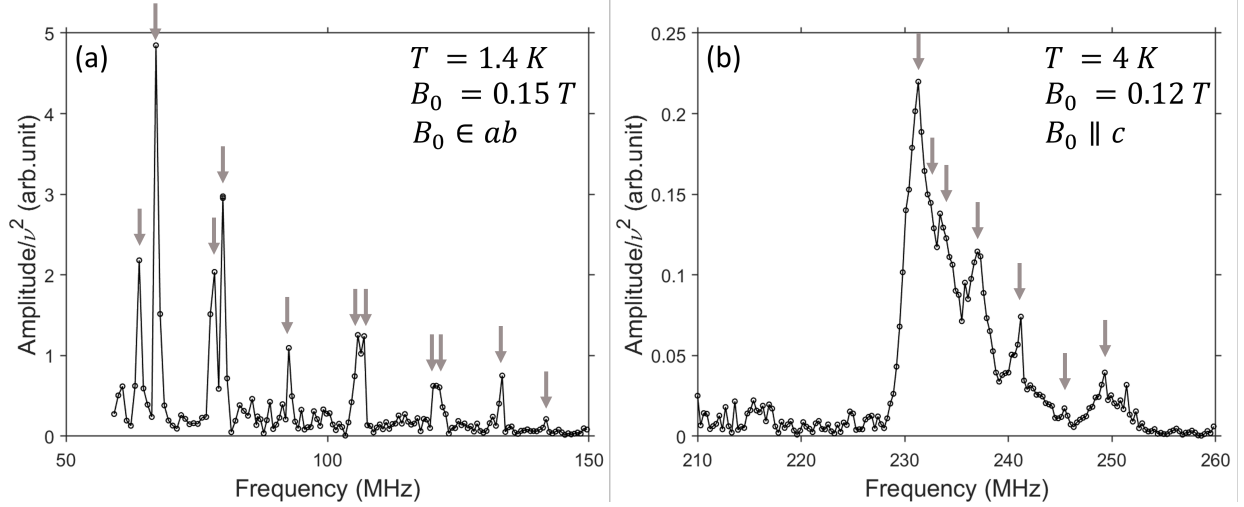 (a)
T = 1.4 K
B₀ = 0.15 T
B₀ ∈ ab
5
4
3
2
1
0
50
100
150
Amplitude/ν² (arb.unit)
Frequency (MHz)
(b)
T = 4 K
B₀ = 0.12 T
B₀ ∥ c
0.25
0.2
0.15
0.1
0.05
0
210
220
230
240
250
260
Amplitude/ν² (arb.unit)
Frequency (MHz)